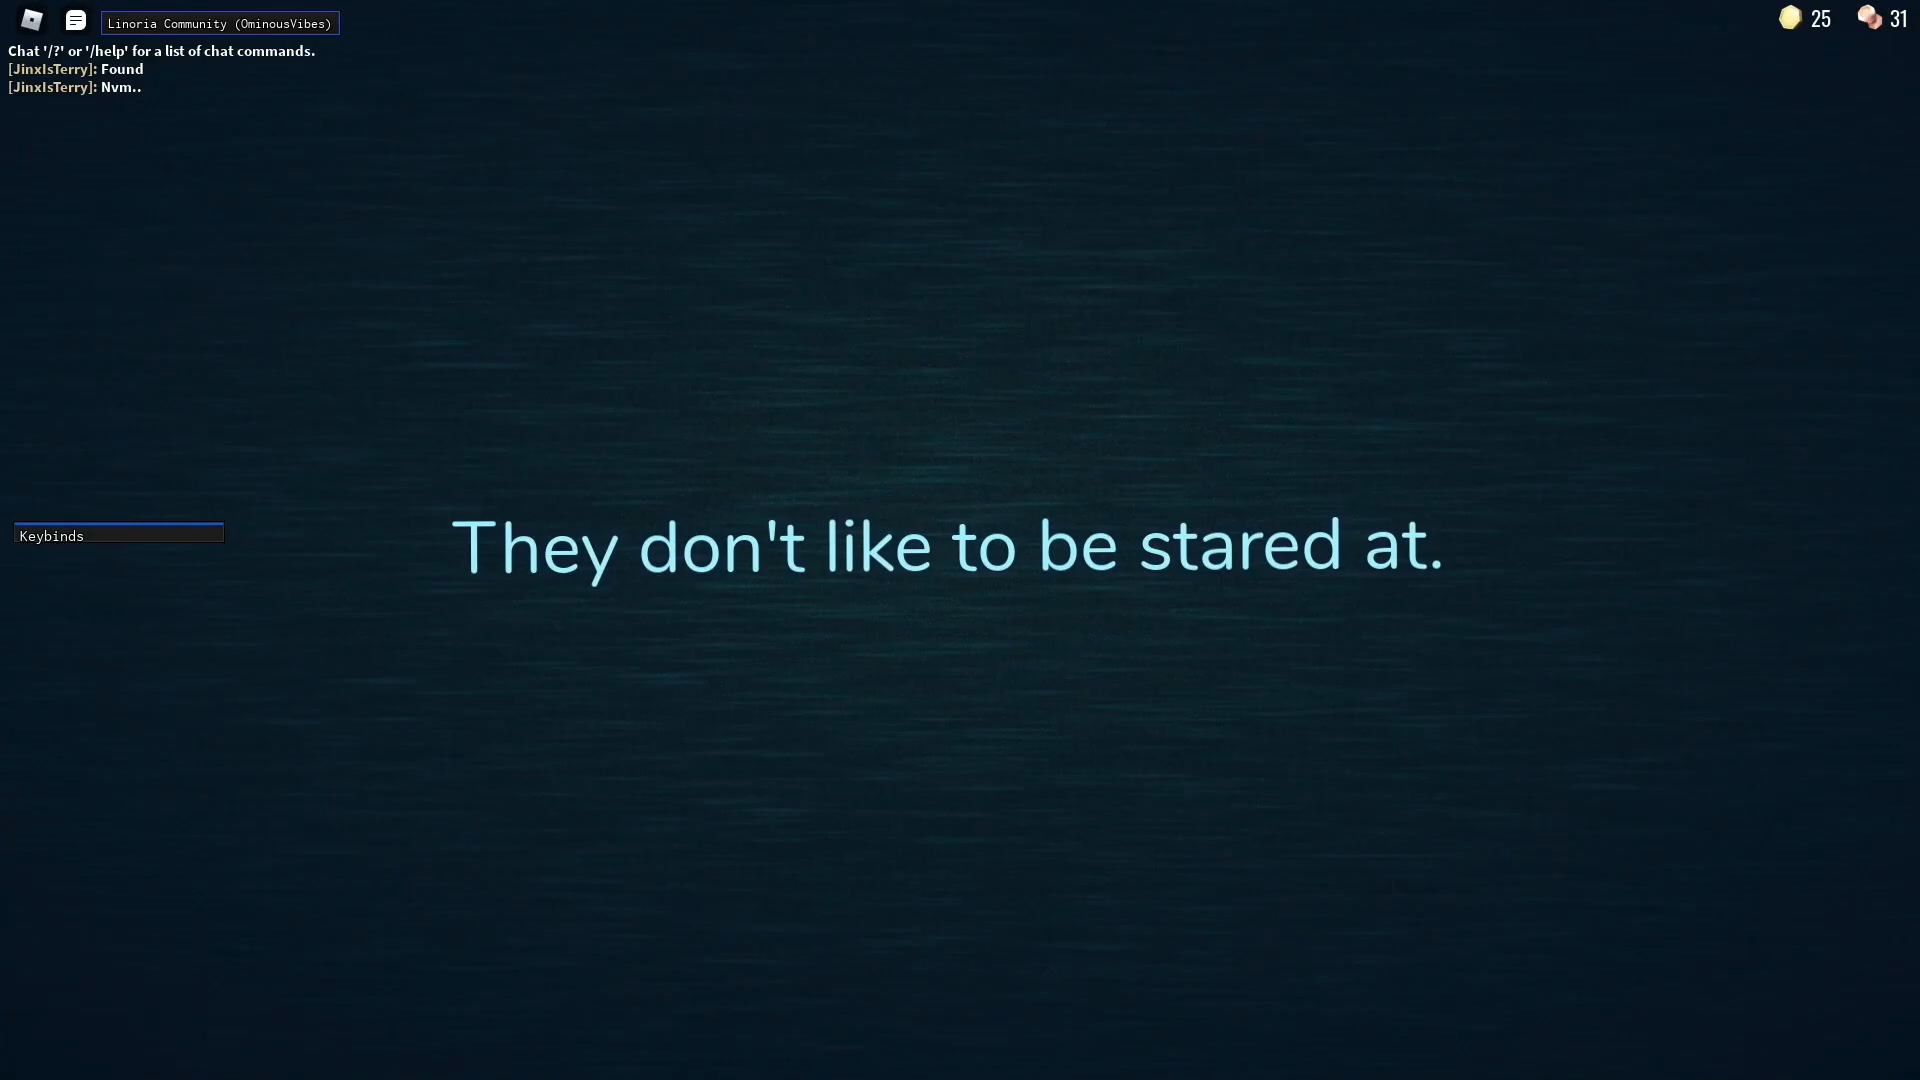 Linoria Community (OminousVibes)
25
31
Chat '/?' or '/help' for a list of chat commands.
[JinxIsTerry]: Found
[JinxIsTerry]: Nvm..
Keybinds
They don't like to be stared at.